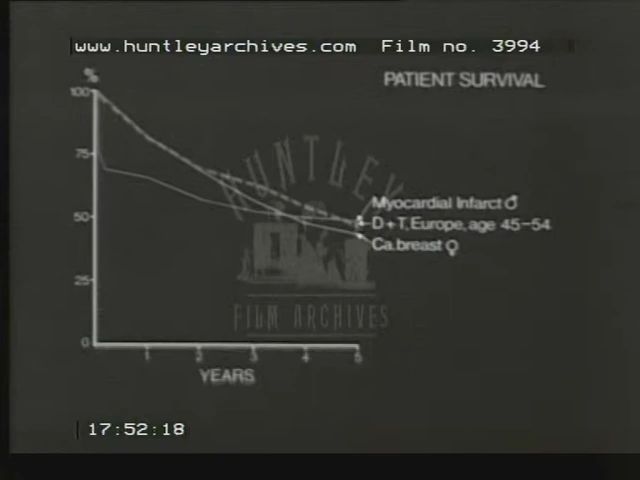 www.huntleyarchives.com Film no. 3994
PATIENT SURVIVAL
%
100
75
50
25
0
Myocardial Infarct ♂
D+T, Europe, age 45-54
Ca. breast ♀
HUNTLEY
FILM ARCHIVES
1 2 3 4 5
YEARS
17:52:18